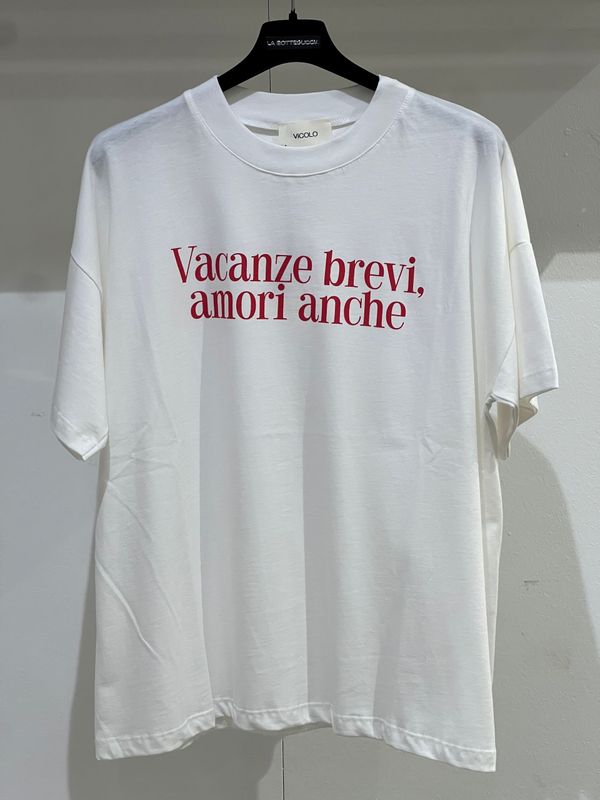 LA BOTTEGUCCIA
VICOLO
Vacanze brevi,
amori anche